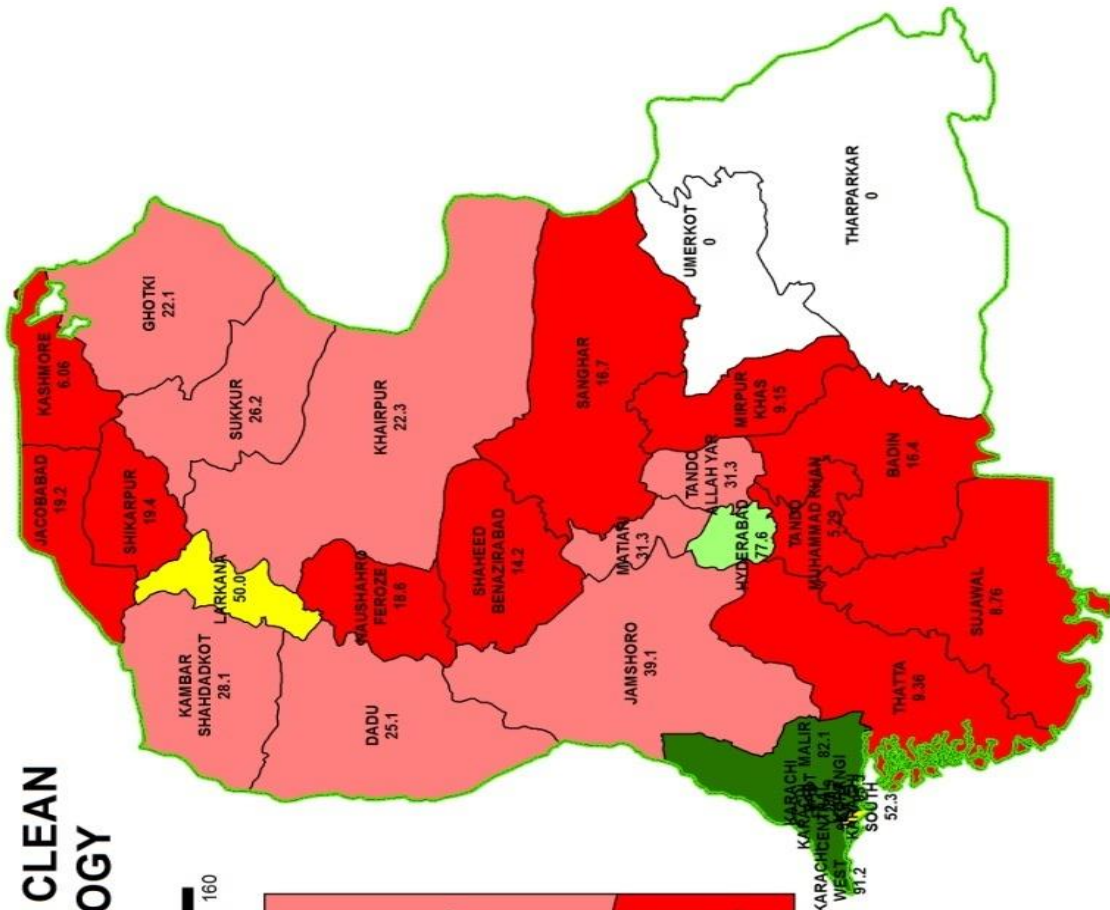 CLEAN
OGY
160
KASHMORE
6.06
JACOBABAD
19.2
SHIKARPUR
19.4
GHOTKI
22.1
SUKKUR
26.2
LARKANA
50.0
KAMBAR
SHAHDADKOT
28.1
KHAIRPUR
22.3
NAUSHAHRO
FEROZE
18.6
DADU
25.1
SHAHEED
BENAZIRABAD
14.2
SANGHAR
16.7
UMERKOT
0
THARPARKAR
0
MIRPUR
KHAS
9.15
TANDO
ALLAH YAR
31.3
MATIARI
31.3
HYDERABAD
77.6
JAMSHORO
39.1
TANDO
MUHAMMAD KHAN
5.29
BADIN
16.4
SUJAWAL
8.76
THATTA
9.36
KARACHI
MALIR
82.1
KARACHI
WEST
91.2
SOUTH
52.3